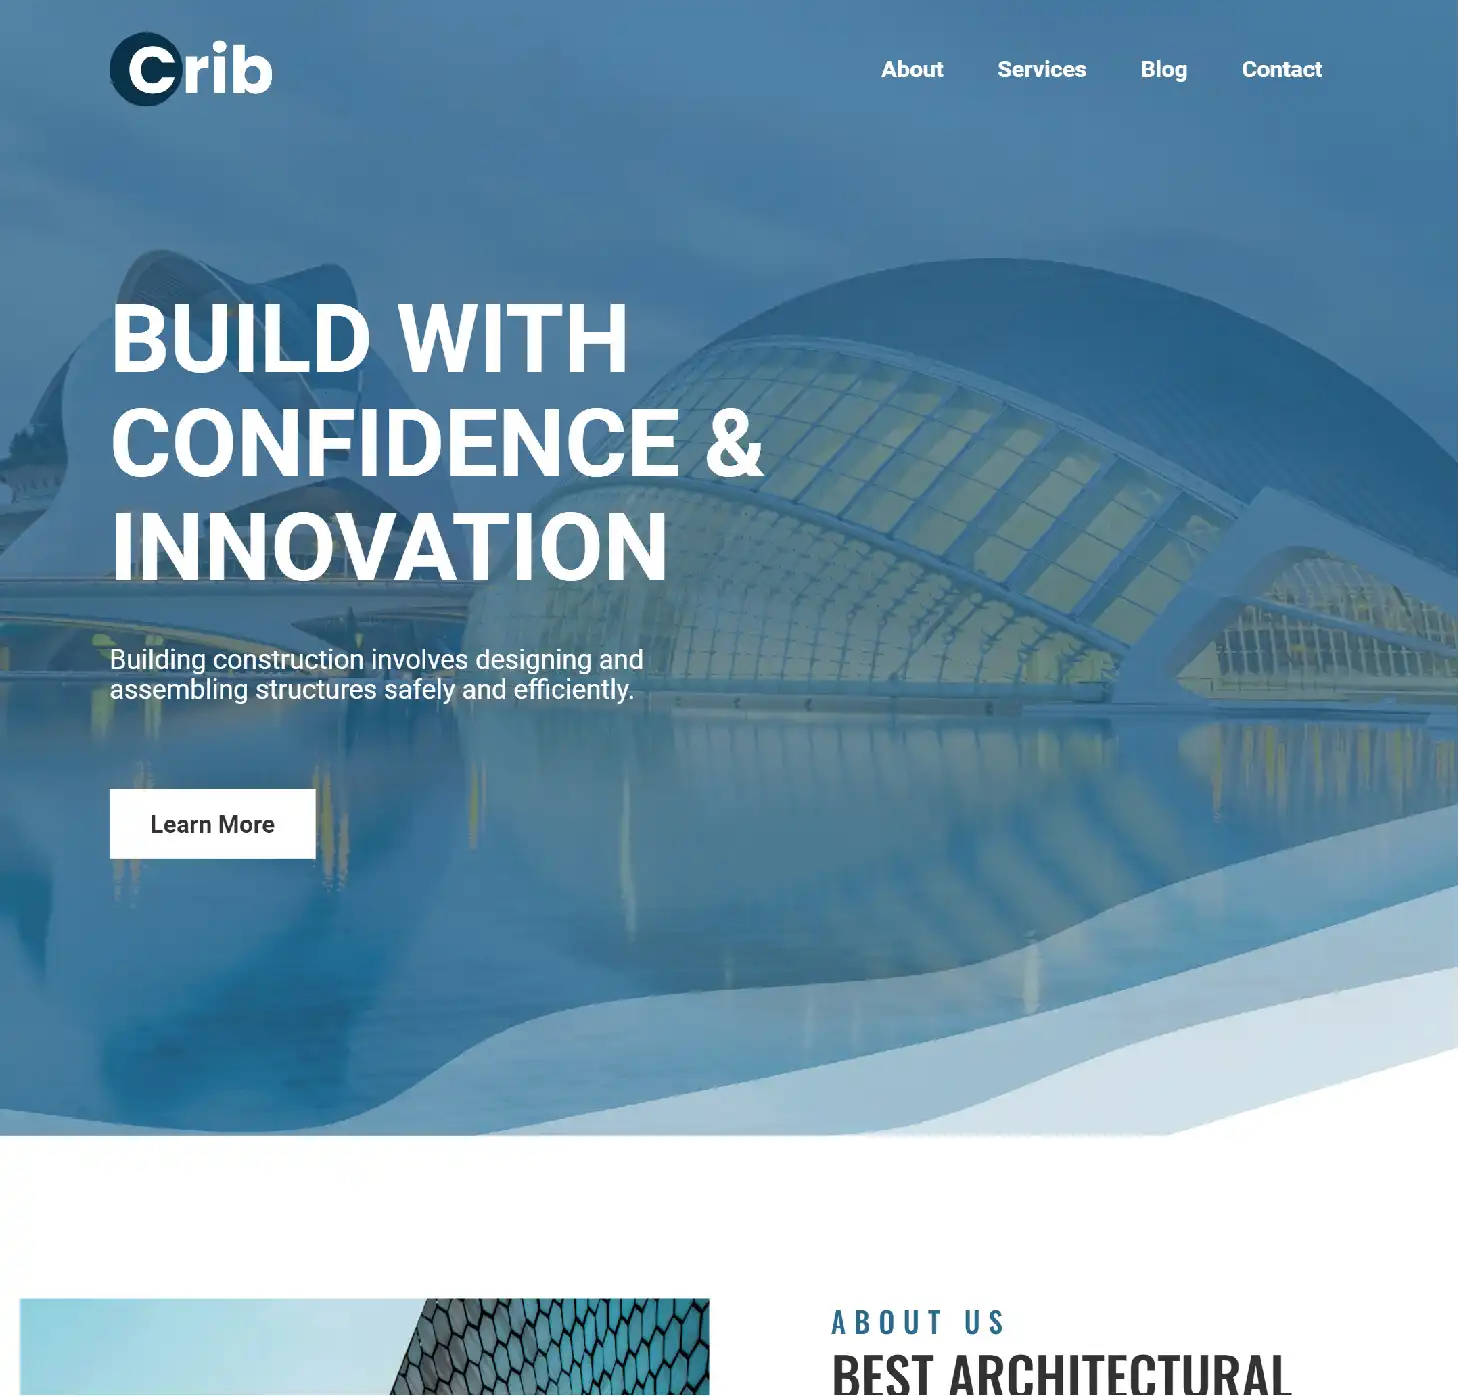 Crib
About Services Blog Contact
BUILD WITH
CONFIDENCE &
INNOVATION
Building construction involves designing and
assembling structures safely and efficiently.
Learn More
ABOUT US
BEST ARCHITECTURAL